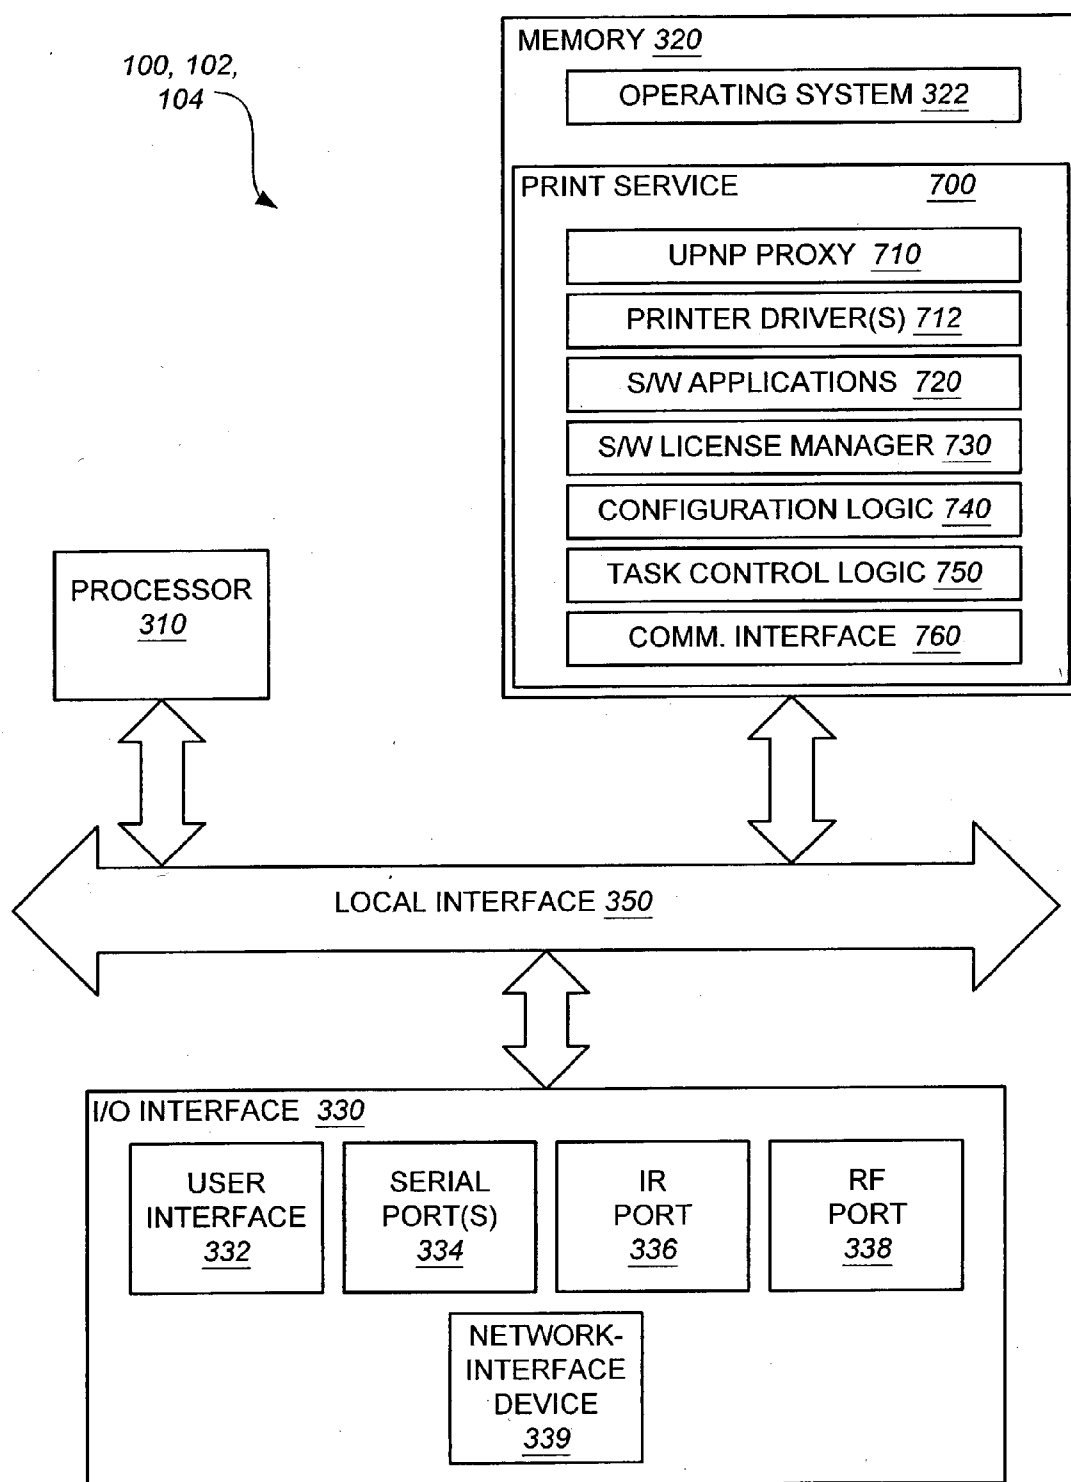 100, 102,
104
MEMORY 320
OPERATING SYSTEM 322
PRINT SERVICE 700
UPNP PROXY 710
PRINTER DRIVER(S) 712
S/W APPLICATIONS 720
S/W LICENSE MANAGER 730
CONFIGURATION LOGIC 740
TASK CONTROL LOGIC 750
COMM. INTERFACE 760
PROCESSOR
310
LOCAL INTERFACE 350
I/O INTERFACE 330
USER
INTERFACE
332
SERIAL
PORT(S)
334
IR
PORT
336
RF
PORT
338
NETWORK-
INTERFACE
DEVICE
339